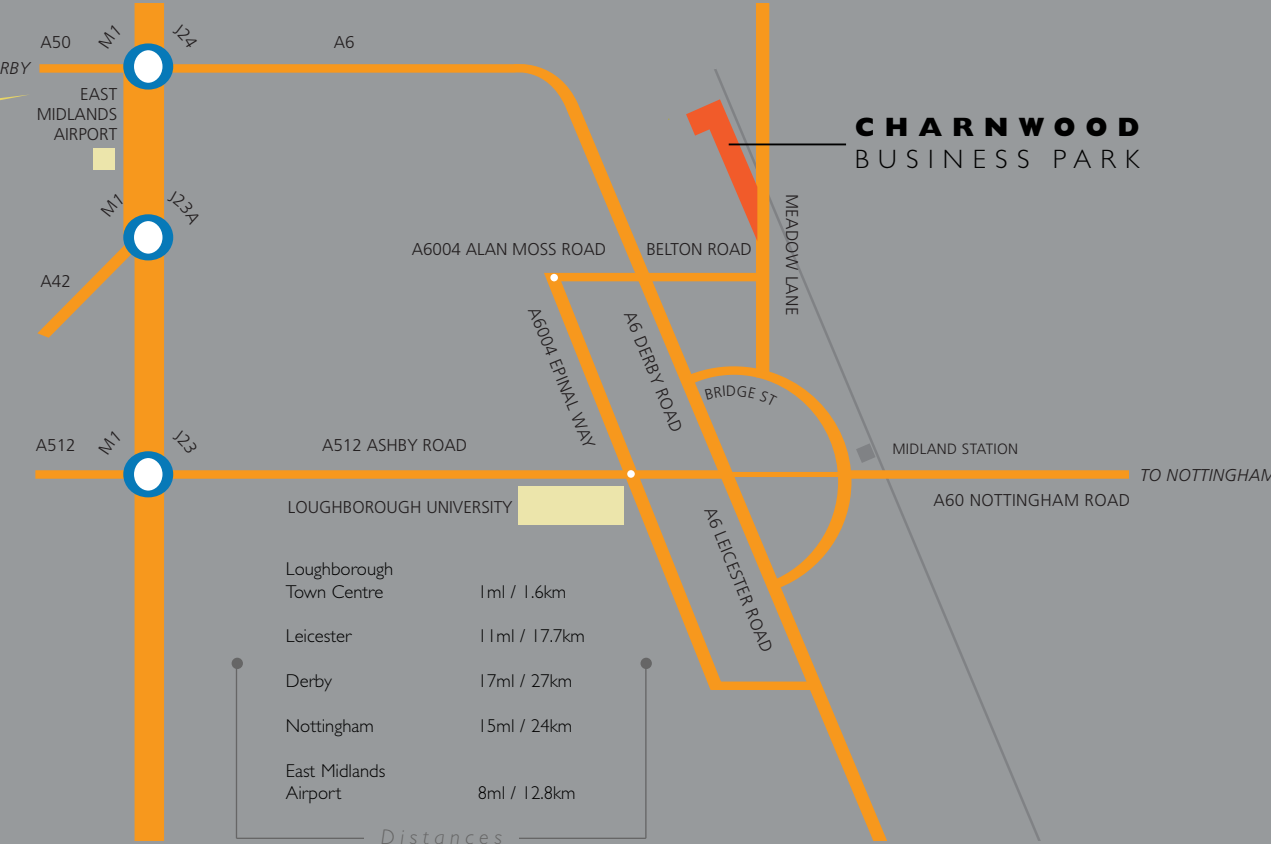 A50
M1
J24
A6
RBY
EAST
MIDLANDS
AIRPORT
CHARNWOOD
BUSINESS PARK
M1
J23A
MEADOW LANE
A6004 ALAN MOSS ROAD
BELTON ROAD
A42
A6004 EPINAL WAY
A6 DERBY ROAD
BRIDGE ST
A512
M1
J23
A512 ASHBY ROAD
MIDLAND STATION
TO NOTTINGHAM
A60 NOTTINGHAM ROAD
LOUGHBOROUGH UNIVERSITY
A6 LEICESTER ROAD
Loughborough
Town Centre 1ml / 1.6km
Leicester 11ml / 17.7km
Derby 17ml / 27km
Nottingham 15ml / 24km
East Midlands
Airport 8ml / 12.8km
Distances